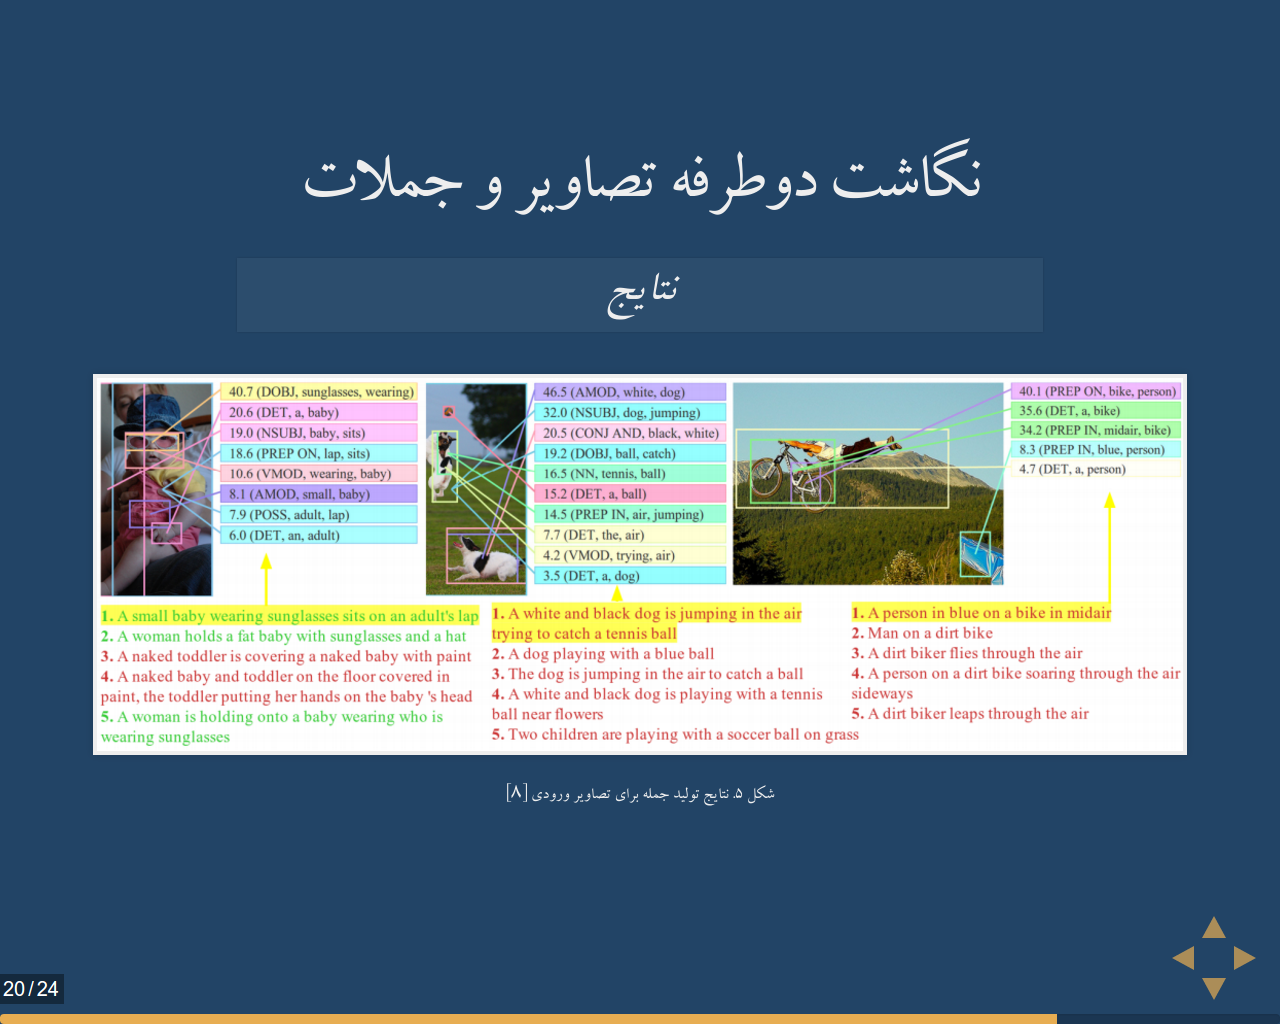 نگاشت دوطرفه تصاویر و جملات
نتایج
40.7 (DOBJ, sunglasses, wearing)
20.6 (DET, a, baby)
19.0 (NSUBJ, baby, sits)
18.6 (PREP ON, lap, sits)
10.6 (VMOD, wearing, baby)
8.1 (AMOD, small, baby)
7.9 (POSS, adult, lap)
6.0 (DET, an, adult)
1. A small baby wearing sunglasses sits on an adult's lap
2. A woman holds a fat baby with sunglasses and a hat
3. A naked toddler is covering a naked baby with paint
4. A naked baby and toddler on the floor covered in
paint, the toddler putting her hands on the baby 's head
5. A woman is holding onto a baby wearing who is
wearing sunglasses
46.5 (AMOD, white, dog)
32.0 (NSUBJ, dog, jumping)
20.5 (CONJ AND, black, white)
19.2 (DOBJ, ball, catch)
16.5 (NN, tennis, ball)
15.2 (DET, a, ball)
14.5 (PREP IN, air, jumping)
7.7 (DET, the, air)
4.2 (VMOD, trying, air)
3.5 (DET, a, dog)
1. A white and black dog is jumping in the air
trying to catch a tennis ball
2. A dog playing with a blue ball
3. The dog is jumping in the air to catch a ball
4. A white and black dog is playing with a tennis
ball near flowers
5. Two children are playing with a soccer ball on grass
40.1 (PREP ON, bike, person)
35.6 (DET, a, bike)
34.2 (PREP IN, midair, bike)
8.3 (PREP IN, blue, person)
4.7 (DET, a, person)
1. A person in blue on a bike in midair
2. Man on a dirt bike
3. A dirt biker flies through the air
4. A person on a dirt bike soaring through the air
sideways
5. A dirt biker leaps through the air
شکل ۵. نتایج تولید جمله برای تصاویر ورودی [۸]
20 / 24